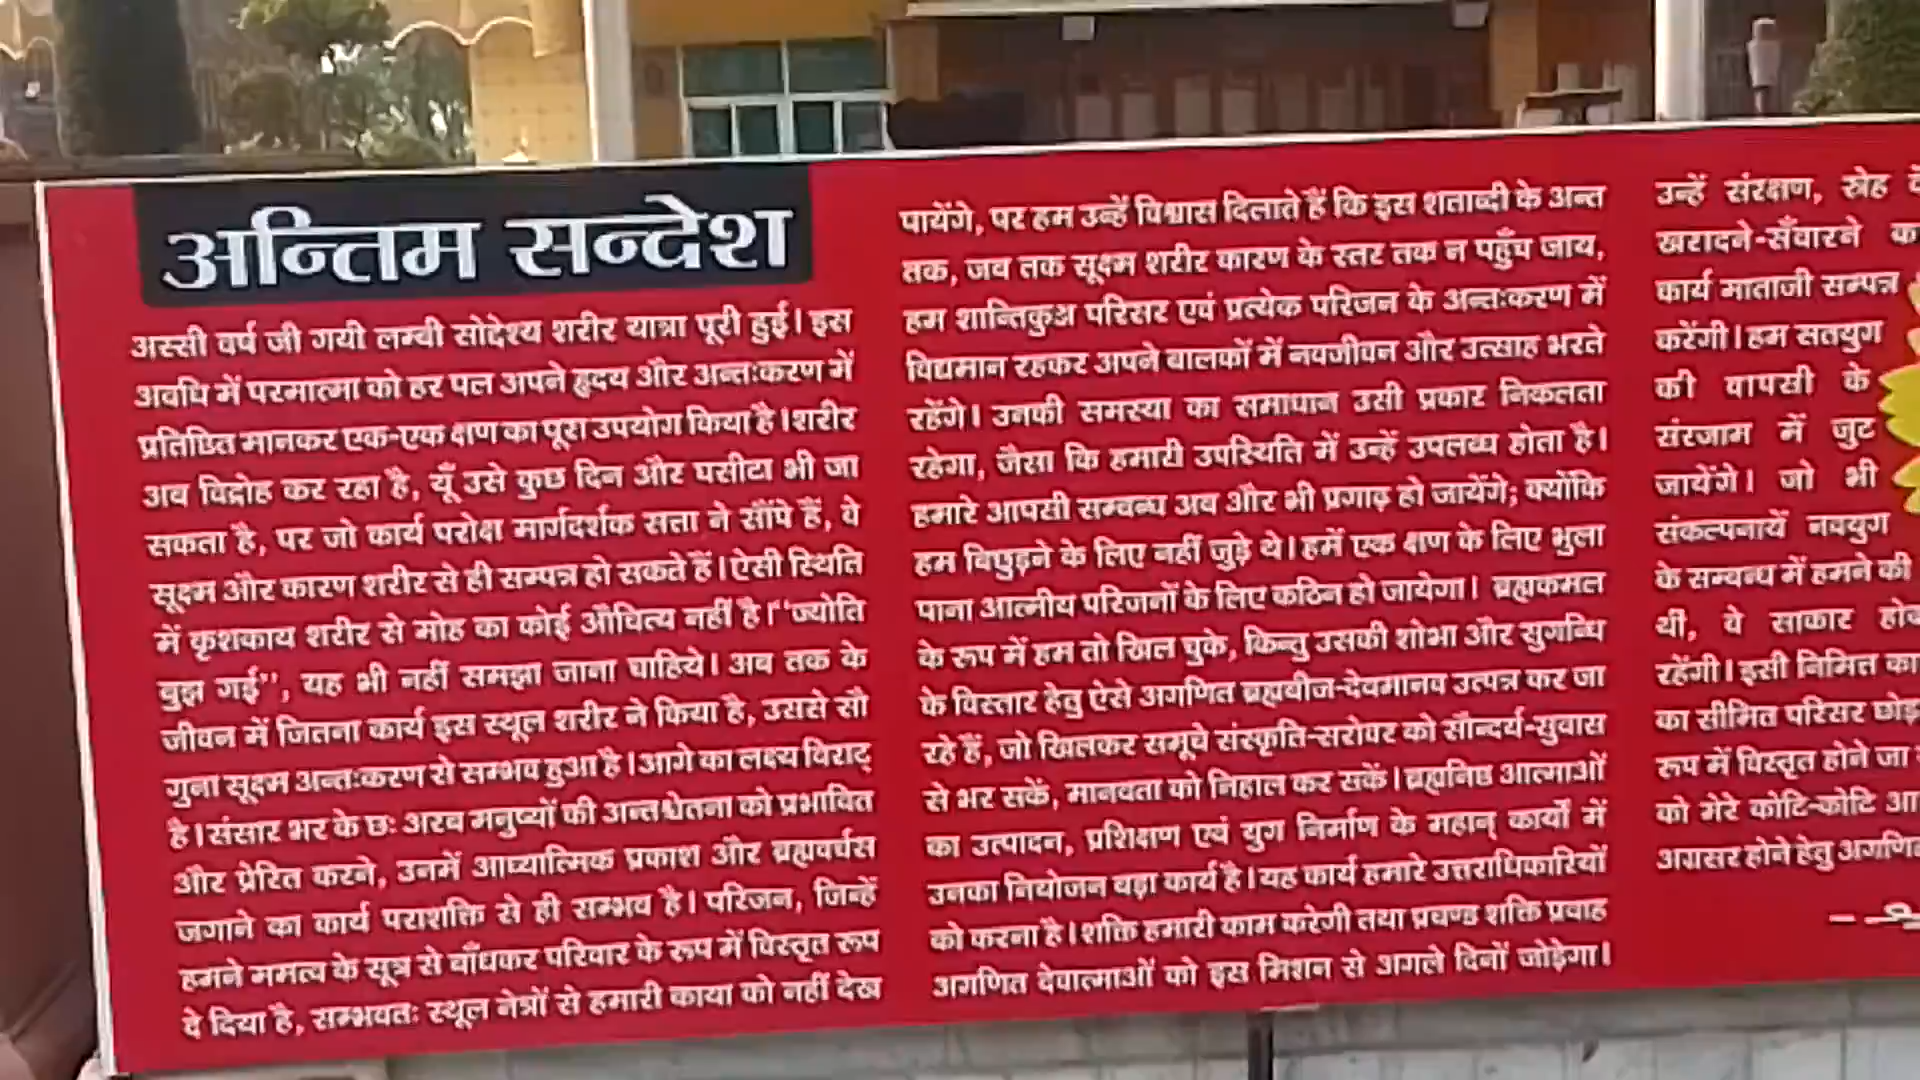 अन्तिम सन्देश
अस्सी वर्ष जी गयी लम्बी सोद्देश्य शरीर यात्रा पूरी हुई। इस
अवधि में परमात्मा को हर पल अपने हृदय और अन्तःकरण में
प्रतिष्ठित मानकर एक-एक क्षण का पूरा उपयोग किया है। शरीर
अब विद्रोह कर रहा है, यूँ उसे कुछ दिन और घसीटा भी जा
सकता है, पर जो कार्य परोक्ष मार्गदर्शक सत्ता ने सौंपे हैं, वे
सूक्ष्म और कारण शरीर से ही सम्पन्न हो सकते हैं। ऐसी स्थिति
में कृशकाय शरीर से मोह का कोई औचित्य नहीं है। "ज्योति
बुझ गई", यह भी नहीं समझा जाना चाहिये। अब तक के
जीवन में जितना कार्य इस स्थूल शरीर ने किया है, उससे सौ
गुना सूक्ष्म अन्तःकरण से सम्भव हुआ है। आगे का लक्ष्य विराट्
है। संसार भर के छः अरब मनुष्यों की अन्तश्चेतना को प्रभावित
और प्रेरित करने, उनमें आध्यात्मिक प्रकाश और ब्रह्मवर्चस
जगाने का कार्य पराशक्ति से ही सम्भव है। परिजन, जिन्हें
हमने ममत्व के सूत्र से बाँधकर परिवार के रूप में विस्तृत रूप
दे दिया है, सम्भवतः स्थूल नेत्रों से हमारी काया को नहीं देख
पायेंगे, पर हम उन्हें विश्वास दिलाते हैं कि इस शताब्दी के अन्त
तक, जब तक सूक्ष्म शरीर कारण के स्तर तक न पहुँच जाय,
हम शान्तिकुञ्ज परिसर एवं प्रत्येक परिजन के अन्तःकरण में
विद्यमान रहकर अपने बालकों में नवजीवन और उत्साह भरते
रहेंगे। उनकी समस्या का समाधान उसी प्रकार निकलता
रहेगा, जैसा कि हमारी उपस्थिति में उन्हें उपलब्ध होता है।
हमारे आपसी सम्बन्ध अब और भी प्रगाढ़ हो जायेंगे; क्योंकि
हम बिछुड़ने के लिए नहीं जुड़े थे। हमें एक क्षण के लिए भुला
पाना आत्मीय परिजनों के लिए कठिन हो जायेगा। ब्रह्मकमल
के रूप में हम तो खिल चुके, किन्तु उसकी शोभा और सुगन्धि
के विस्तार हेतु ऐसे अगणित ब्रह्मबीज-देवमानव उत्पन्न कर जा
रहे हैं, जो खिलकर समूचे संस्कृति-सरोवर को सौन्दर्य-सुवास
से भर सकें, मानवता को निहाल कर सकें। ब्रह्मनिष्ठ आत्माओं
का उत्पादन, प्रशिक्षण एवं युग निर्माण के महान् कार्यों में
उनका नियोजन बड़ा कार्य है। यह कार्य हमारे उत्तराधिकारियों
को करना है। शक्ति हमारी काम करेगी तथा प्रचण्ड शक्ति प्रवाह
अगणित देवात्माओं को इस मिशन से अगले दिनों जोड़ेगा।
उन्हें संरक्षण, स्नेह
खरादने-सँवारने
कार्य माताजी सम्पन्न
करेंगी। हम सतयुग
की वापसी के
संरजाम में जुट
जायेंगे। जो भी
संकल्पनायें नवयुग
के सम्बन्ध में हमने की
थीं, वे साकार
रहेंगी। इसी निमित्त
का सीमित परिसर
रूप में विस्तृत होने जा
को मेरे कोटि-कोटि
अग्रसर होने हेतु